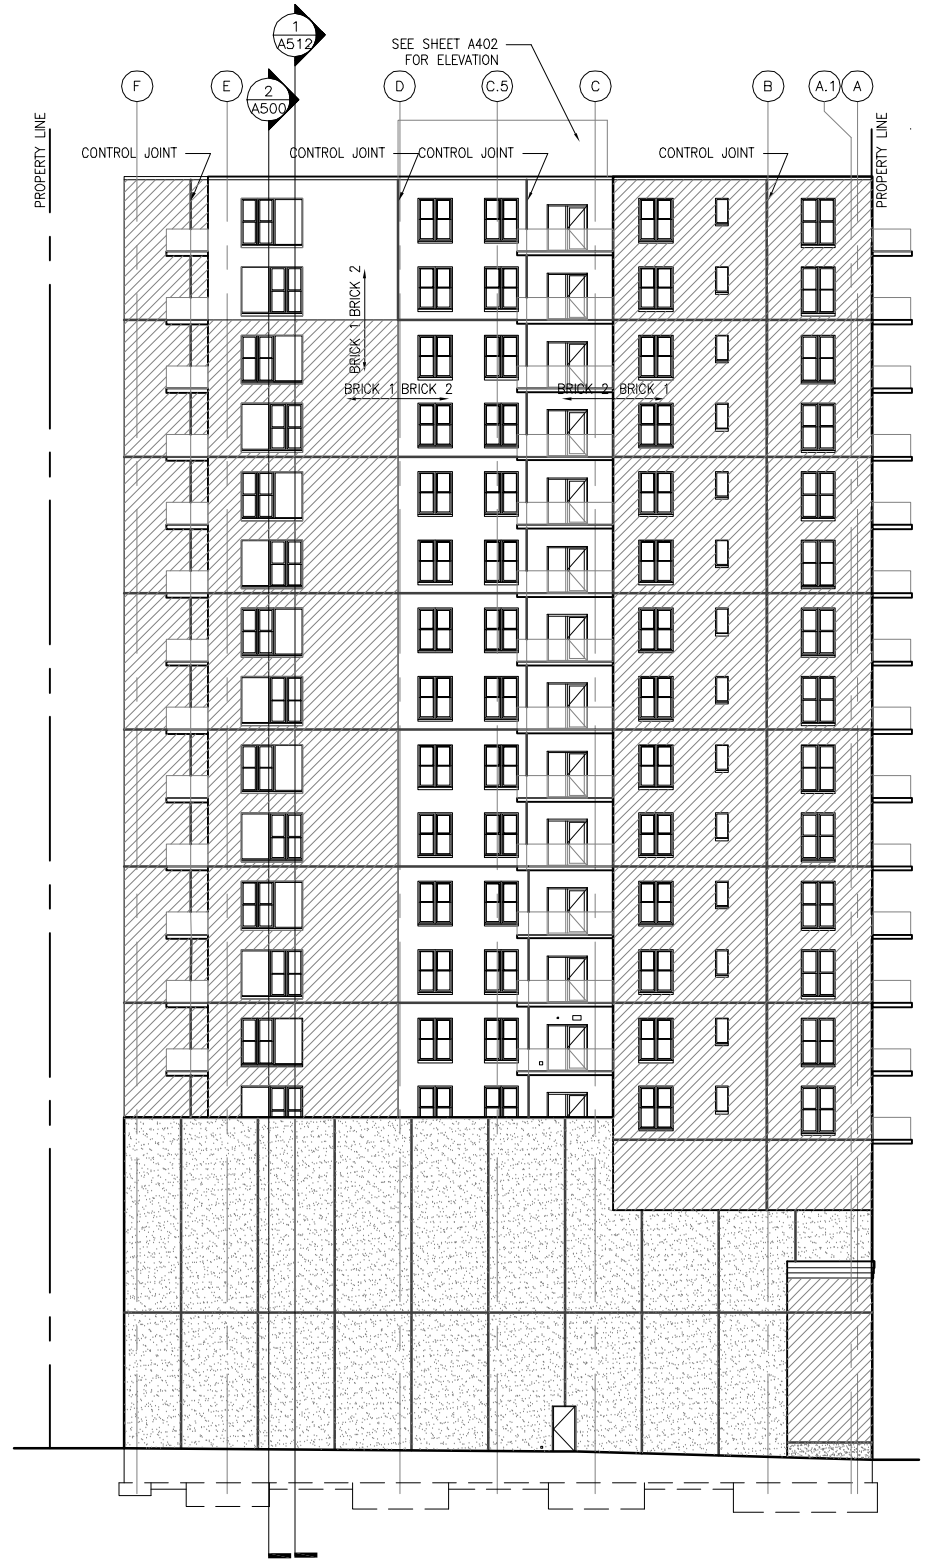 1
A512
SEE SHEET A402
FOR ELEVATION
F
E
2
A500
D
C.5
C
B
A.1
A
PROPERTY LINE
CONTROL JOINT
CONTROL JOINT
CONTROL JOINT
CONTROL JOINT
PROPERTY LINE
BRICK 1 BRICK 2
BRICK 1 BRICK 2
BRICK 2 BRICK 1